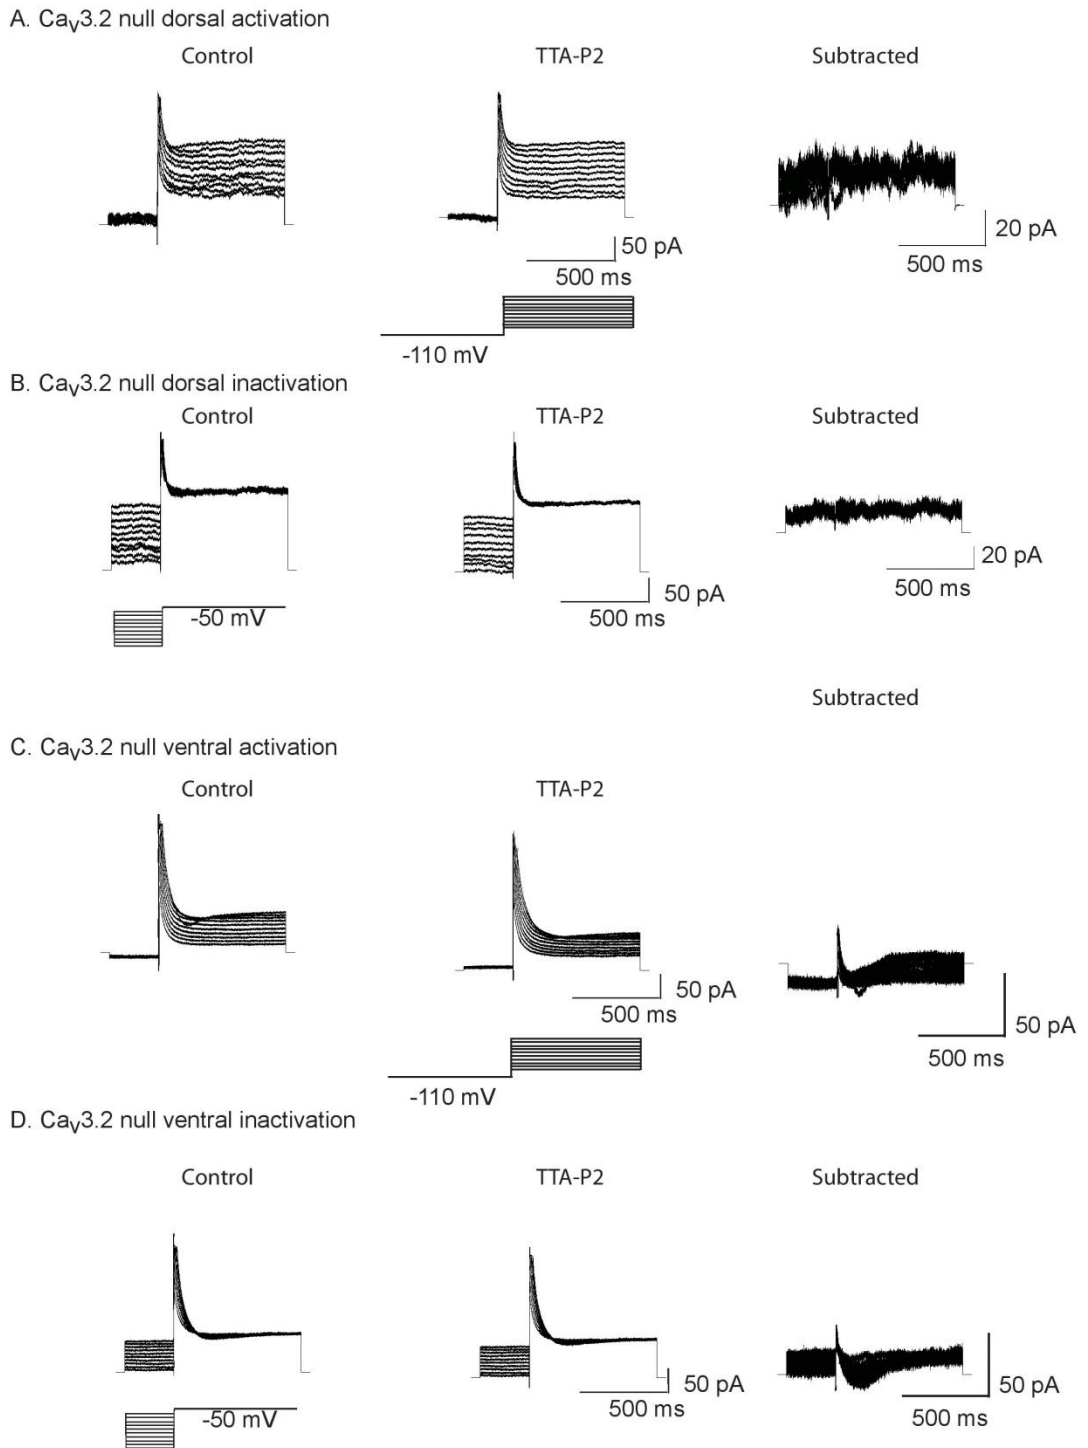 A. CaV3.2 null dorsal activation
Control TTA-P2 Subtracted
50 pA
500 ms
20 pA
500 ms
-110 mV
B. CaV3.2 null dorsal inactivation
Control TTA-P2 Subtracted
-50 mV
50 pA
500 ms
20 pA
500 ms
Subtracted
C. CaV3.2 null ventral activation
Control TTA-P2
50 pA
500 ms
50 pA
500 ms
-110 mV
D. CaV3.2 null ventral inactivation
Control TTA-P2 Subtracted
-50 mV
50 pA
500 ms
50 pA
500 ms